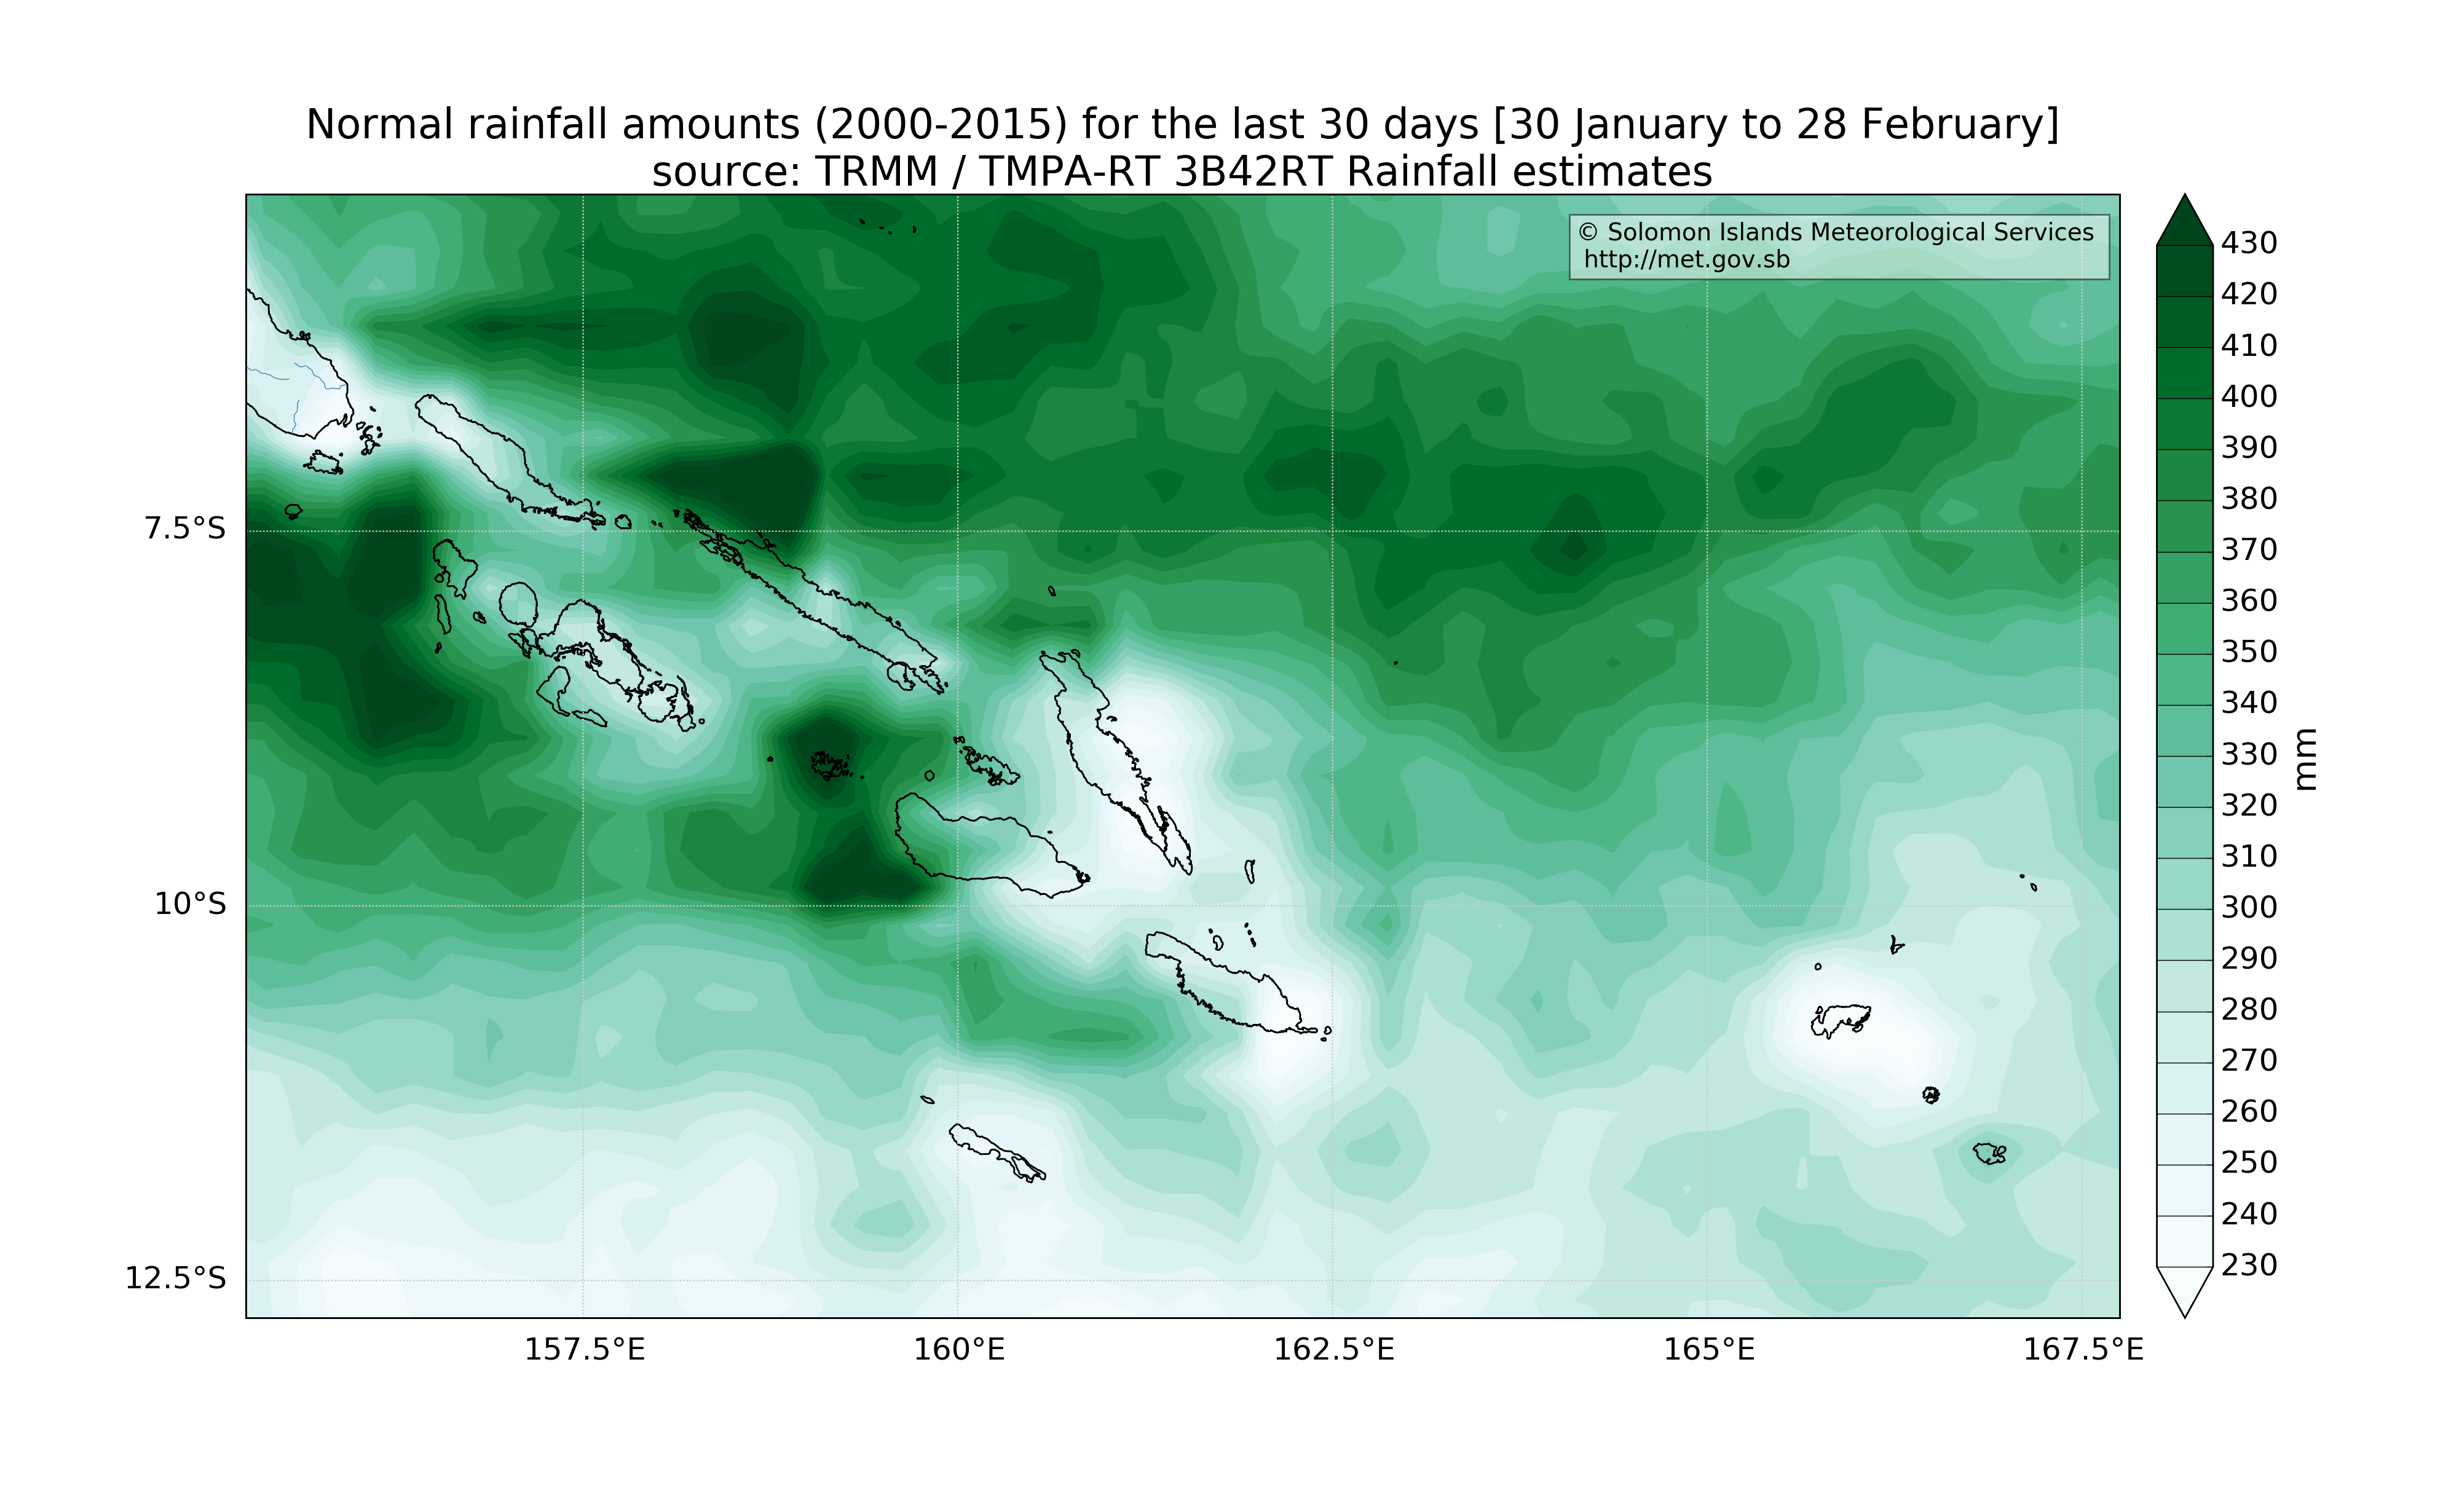 Normal rainfall amounts (2000-2015) for the last 30 days [30 January to 28 February]
source: TRMM / TMPA-RT 3B42RT Rainfall estimates
© Solomon Islands Meteorological Services
http://met.gov.sb
430
420
410
400
390
380
370
360
350
340
330
320
310
300
290
280
270
260
250
240
230
mm
7.5°S
10°S
12.5°S
157.5°E
160°E
162.5°E
165°E
167.5°E